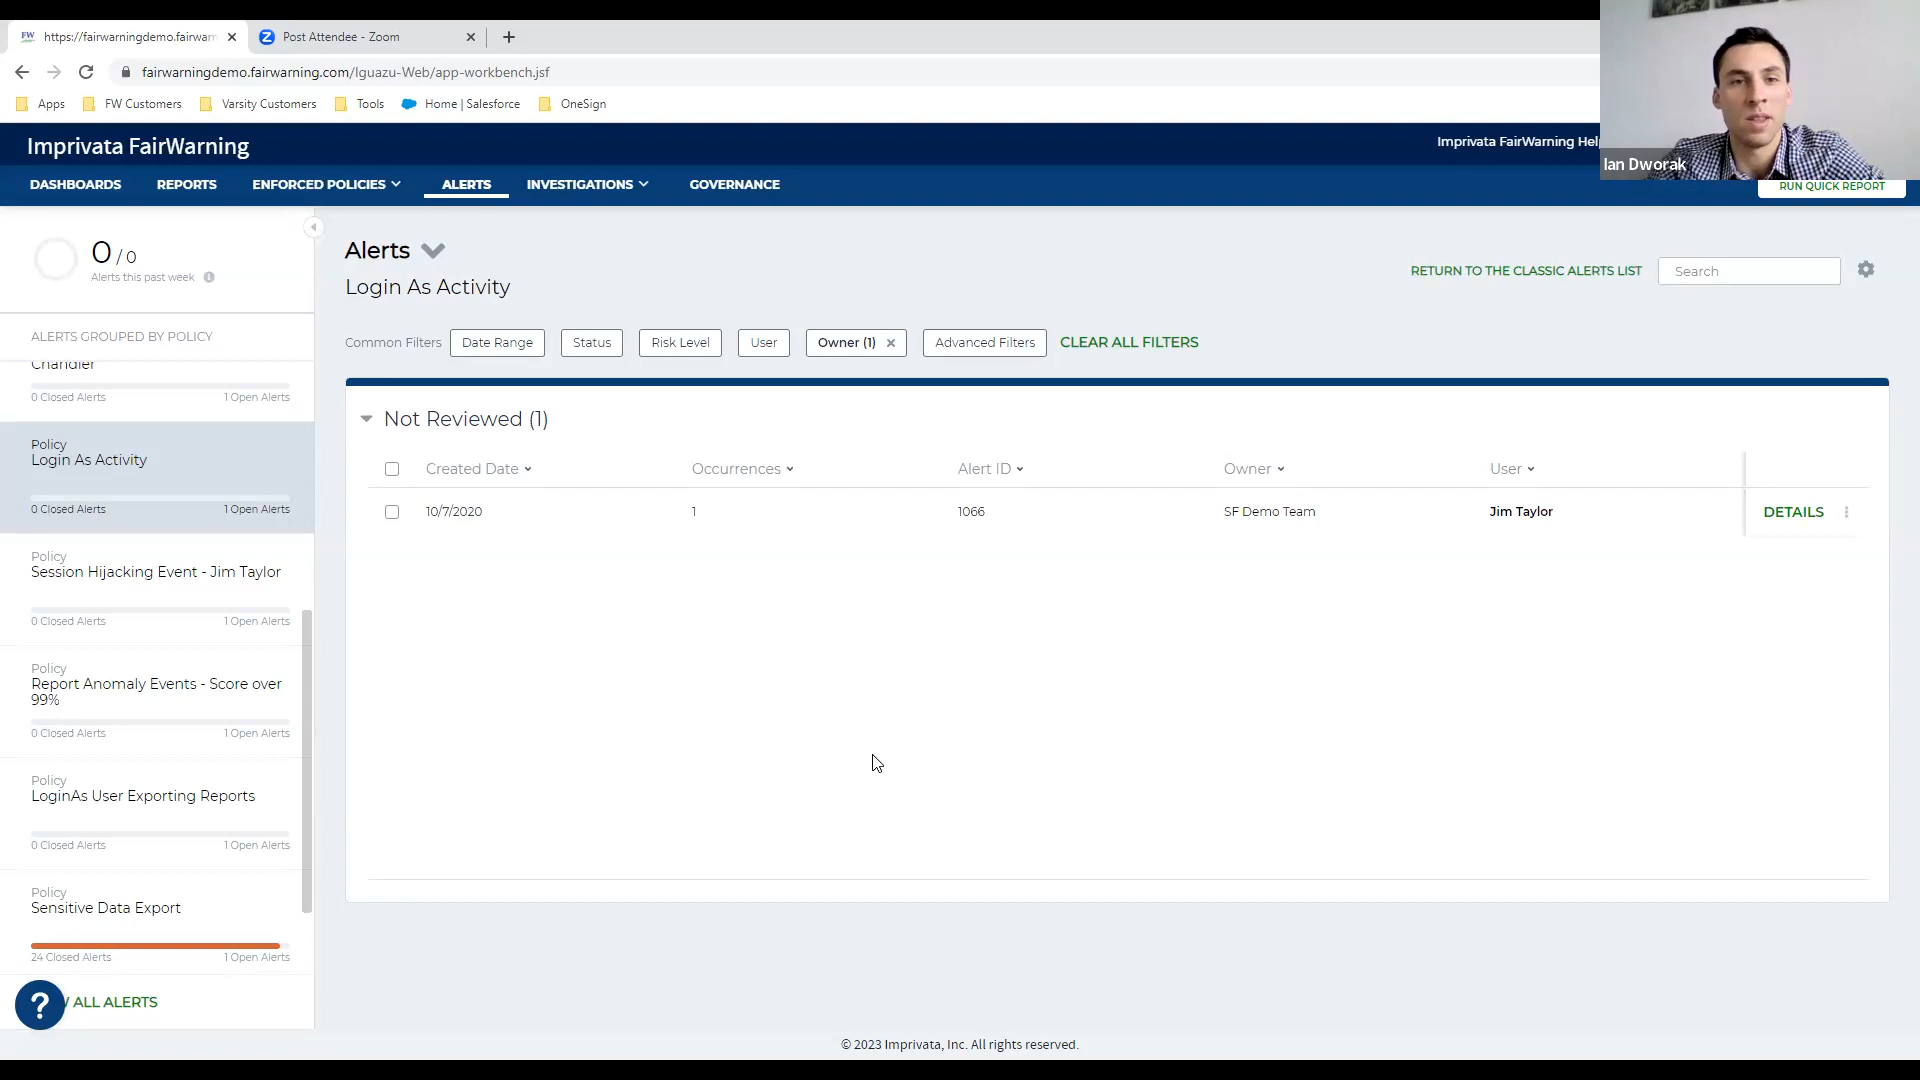 FW https://fairwarningdemo.fairwarn
Post Attendee - Zoom
fairwarningdemo.fairwarning.com/Iguazu-Web/app-workbench.jsf
Apps FW Customers Varsity Customers Tools Home | Salesforce OneSign
Imprivata FairWarning
Imprivata FairWarning Help
Ian Dworak
DASHBOARDS REPORTS ENFORCED POLICIES ALERTS INVESTIGATIONS GOVERNANCE
RUN QUICK REPORT
0 / 0
Alerts this past week
ALERTS GROUPED BY POLICY
Chandler
0 Closed Alerts 1 Open Alerts
Policy
Login As Activity
0 Closed Alerts 1 Open Alerts
Policy
Session Hijacking Event - Jim Taylor
0 Closed Alerts 1 Open Alerts
Policy
Report Anomaly Events - Score over
99%
0 Closed Alerts 1 Open Alerts
Policy
LoginAs User Exporting Reports
0 Closed Alerts 1 Open Alerts
Policy
Sensitive Data Export
24 Closed Alerts 1 Open Alerts
? ALL ALERTS
Alerts
Login As Activity
RETURN TO THE CLASSIC ALERTS LIST
Search
Common Filters Date Range Status Risk Level User Owner (1) Advanced Filters CLEAR ALL FILTERS
Not Reviewed (1)
Created Date Occurrences Alert ID Owner User
10/7/2020 1 1066 SF Demo Team Jim Taylor DETAILS
© 2023 Imprivata, Inc. All rights reserved.